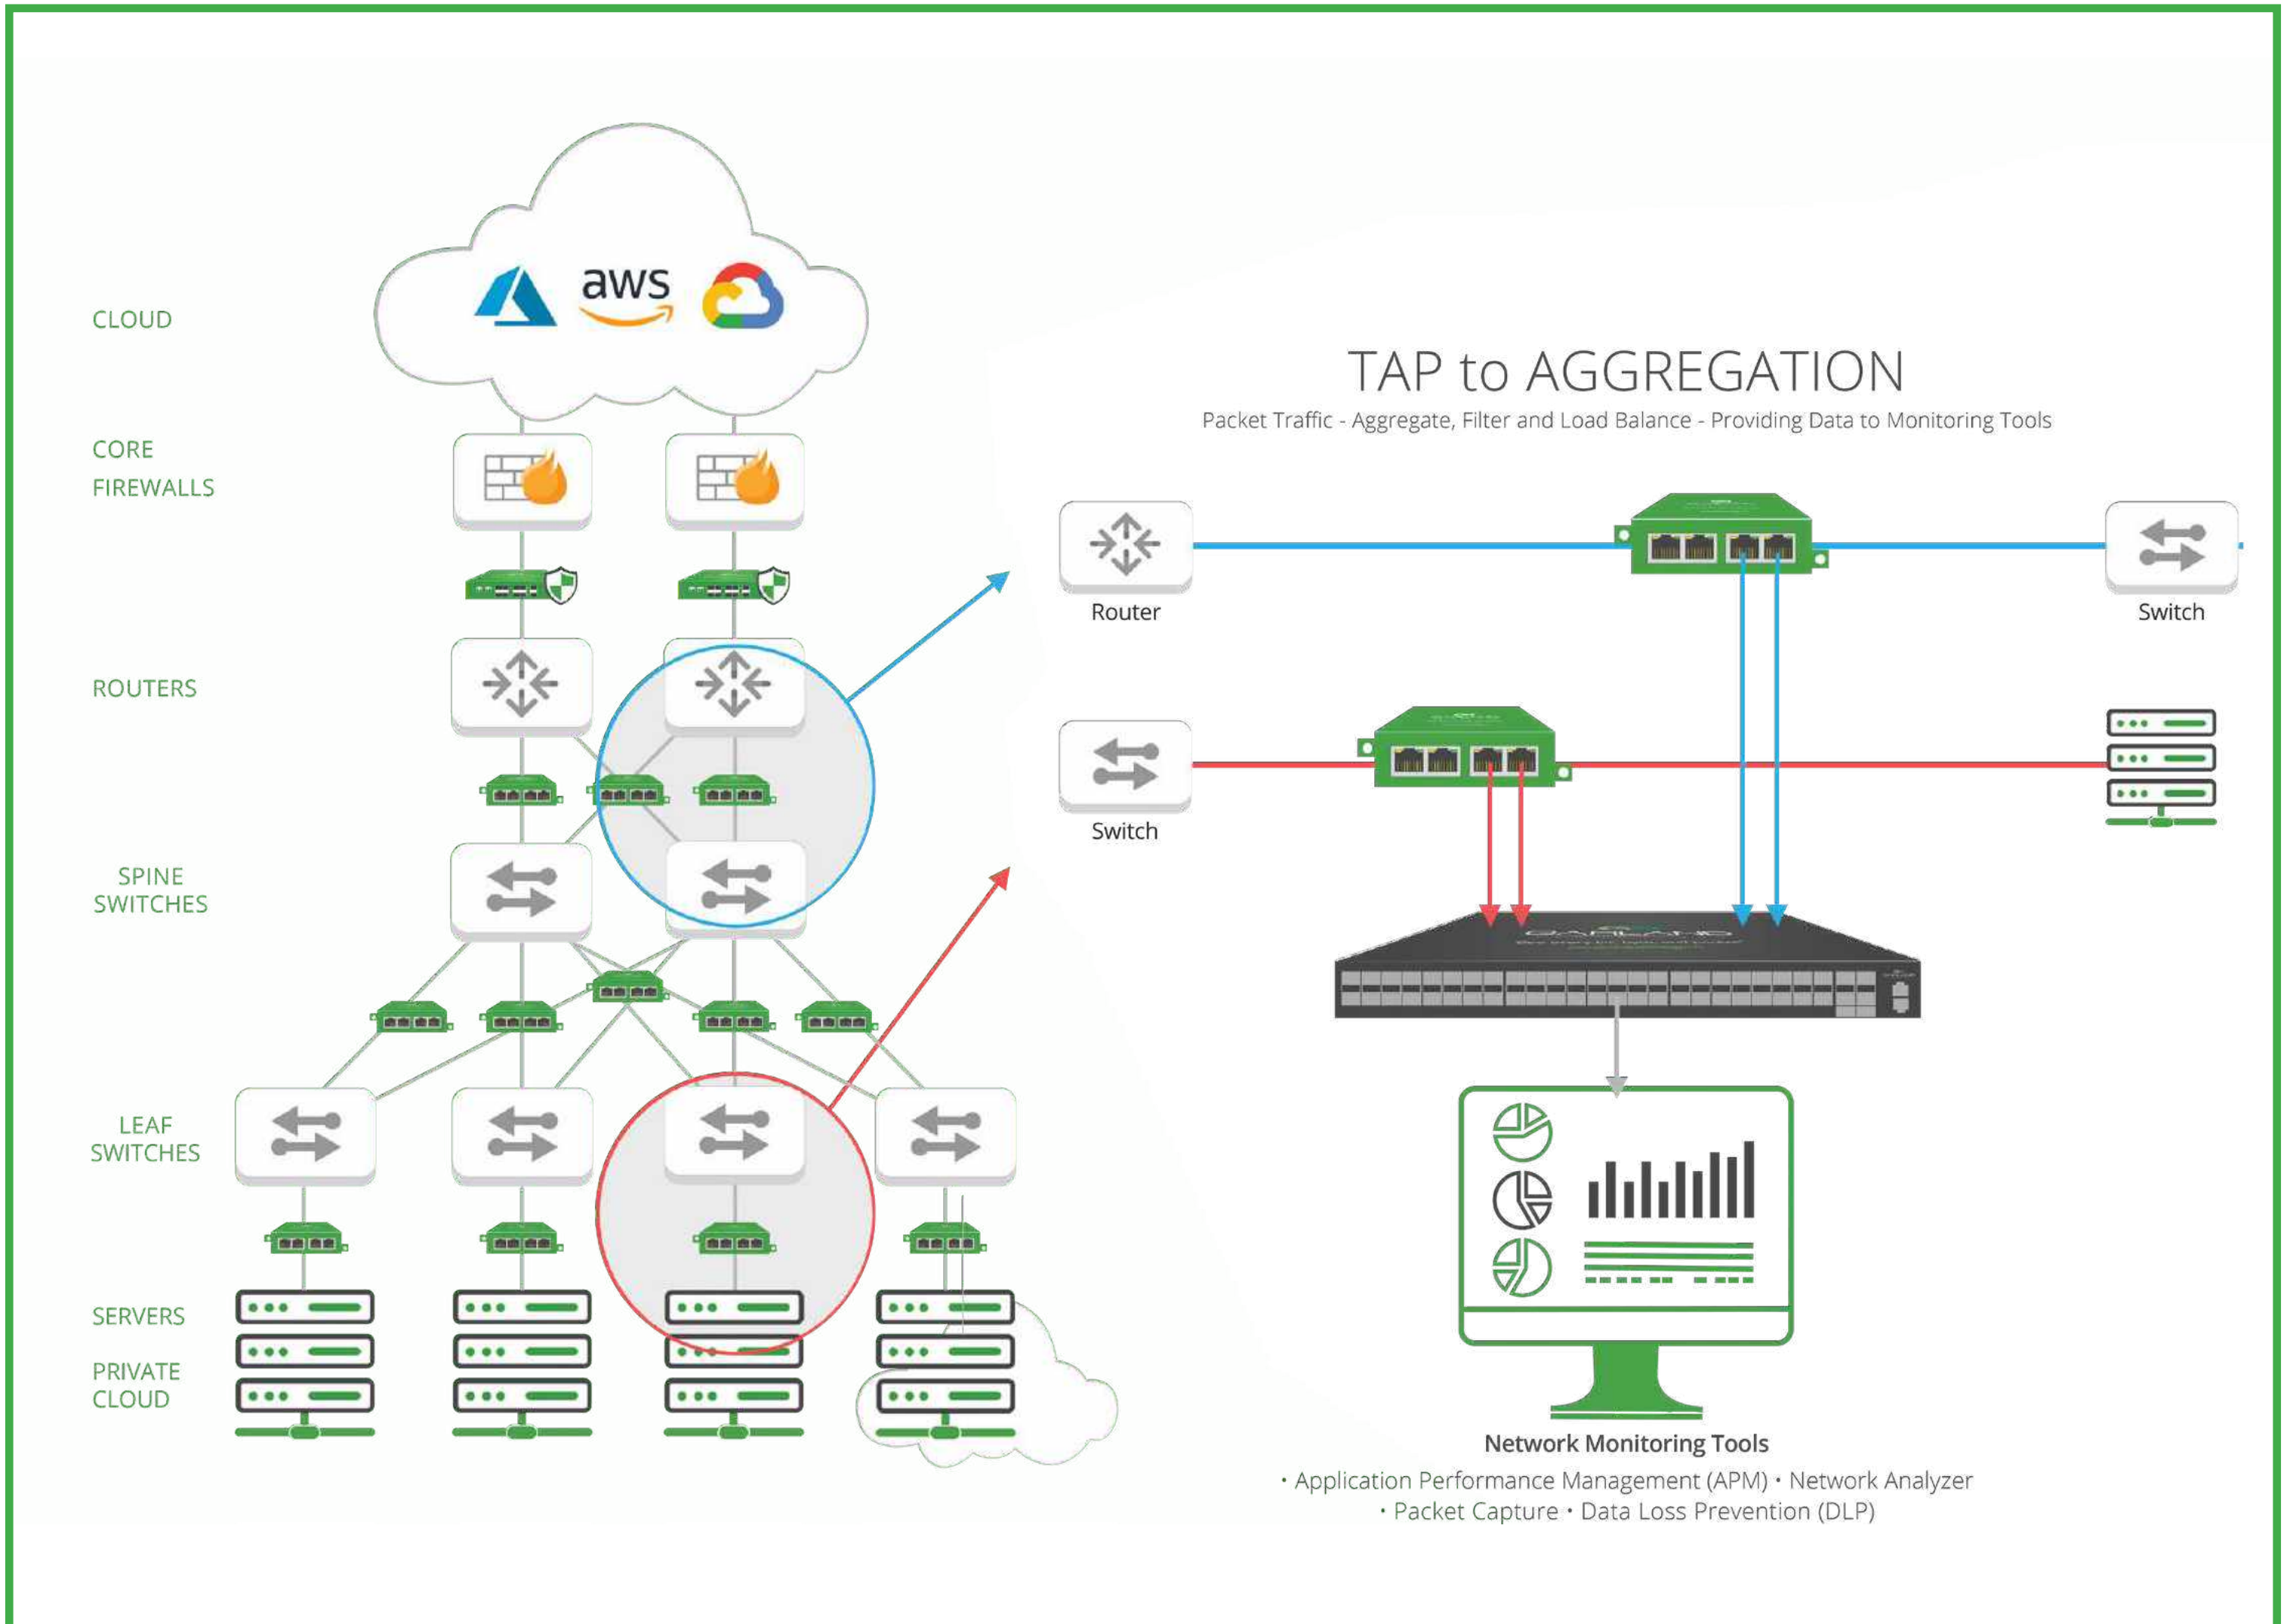 CLOUD
aws
CORE
FIREWALLS
ROUTERS
SPINE
SWITCHES
LEAF
SWITCHES
SERVERS
PRIVATE
CLOUD
TAP to AGGREGATION
Packet Traffic - Aggregate, Filter and Load Balance - Providing Data to Monitoring Tools
Router
Switch
Switch
GARLAND
Network Monitoring Tools
• Application Performance Management (APM) • Network Analyzer
• Packet Capture • Data Loss Prevention (DLP)